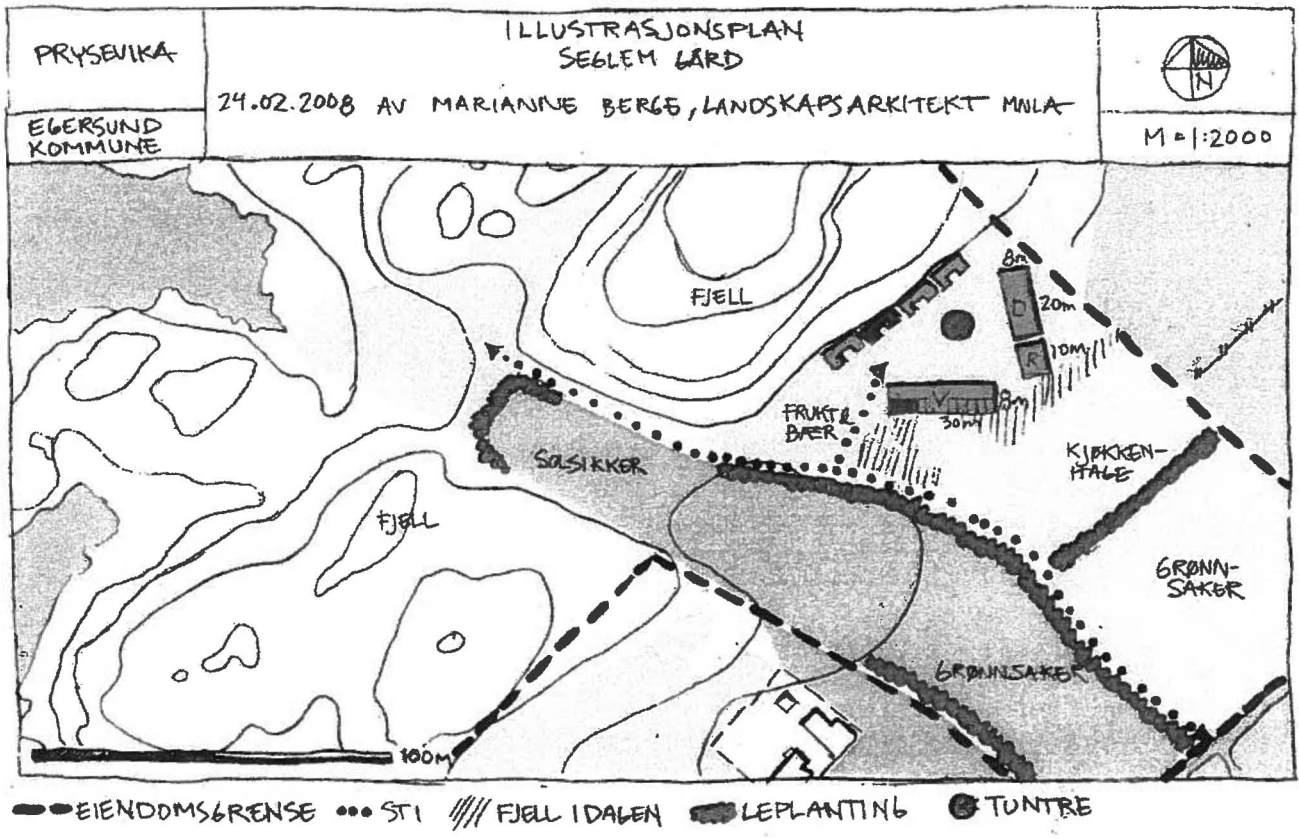 PRYSEVIKA
EGERSUND
KOMMUNE
ILLUSTRASJONSPLAN
SEGLEM GÅRD
24.02.2008 AV MARIANNE BERGE, LANDSKAPSARKITEKT MNLA
N
M = 1:2000
FJELL
8m
D
20m
R
10m
V
8m
30m
FRUKT &
BÆR
KJØKKEN-
HAGE
SOLSIKKER
FJELL
GRØNN-
SAKER
GRØNNSAKER
100m
EIENDOMSGRENSE STI FJELL I DAGEN LEPLANTING TUNTRE